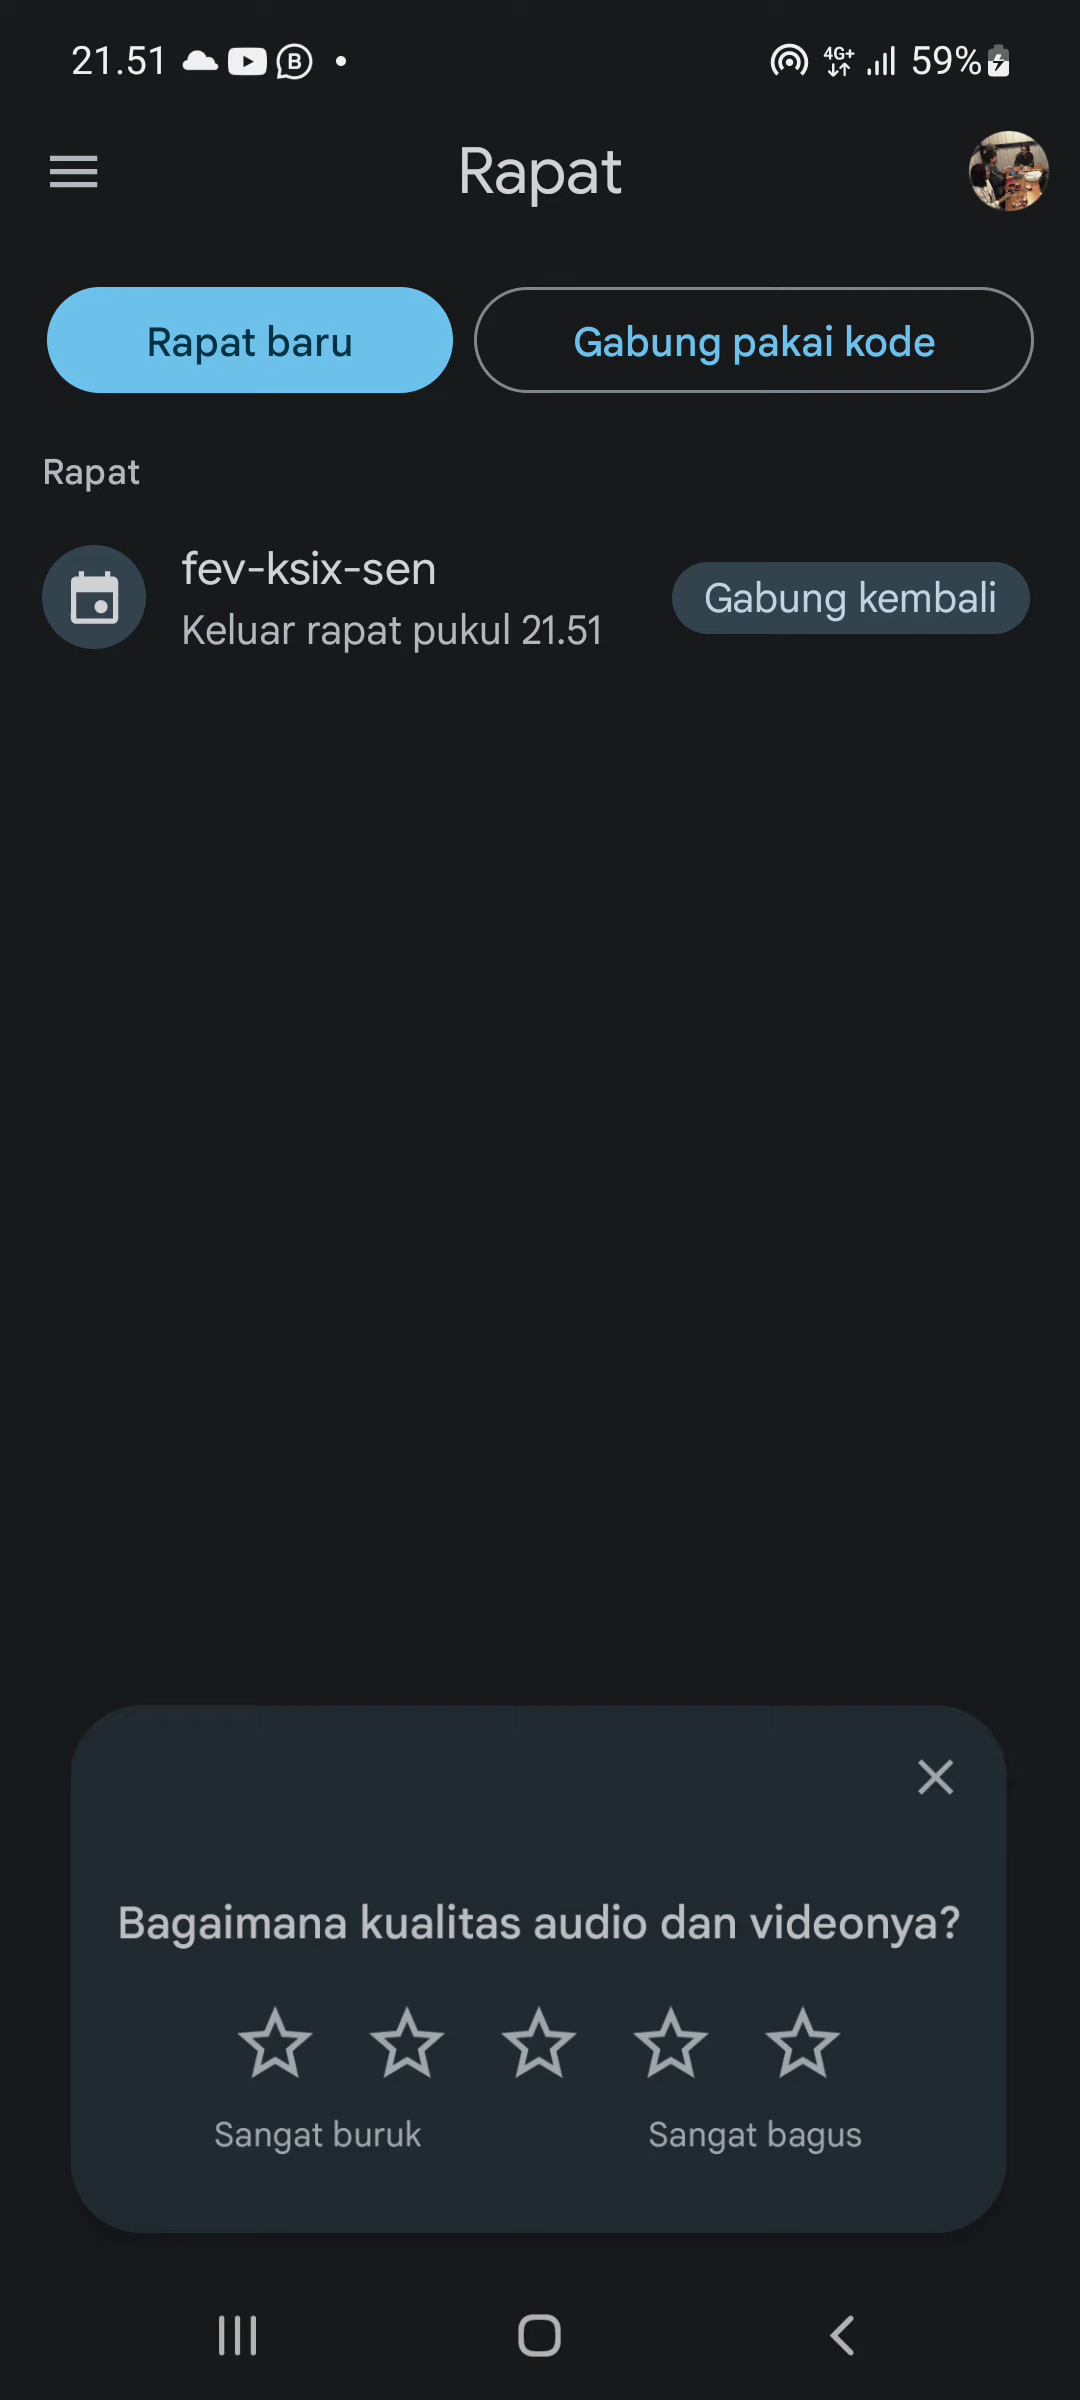 21.51
4G+
59%
Rapat
Rapat baru
Gabung pakai kode
Rapat
fev-ksix-sen
Keluar rapat pukul 21.51
Gabung kembali
Bagaimana kualitas audio dan videonya?
Sangat buruk
Sangat bagus